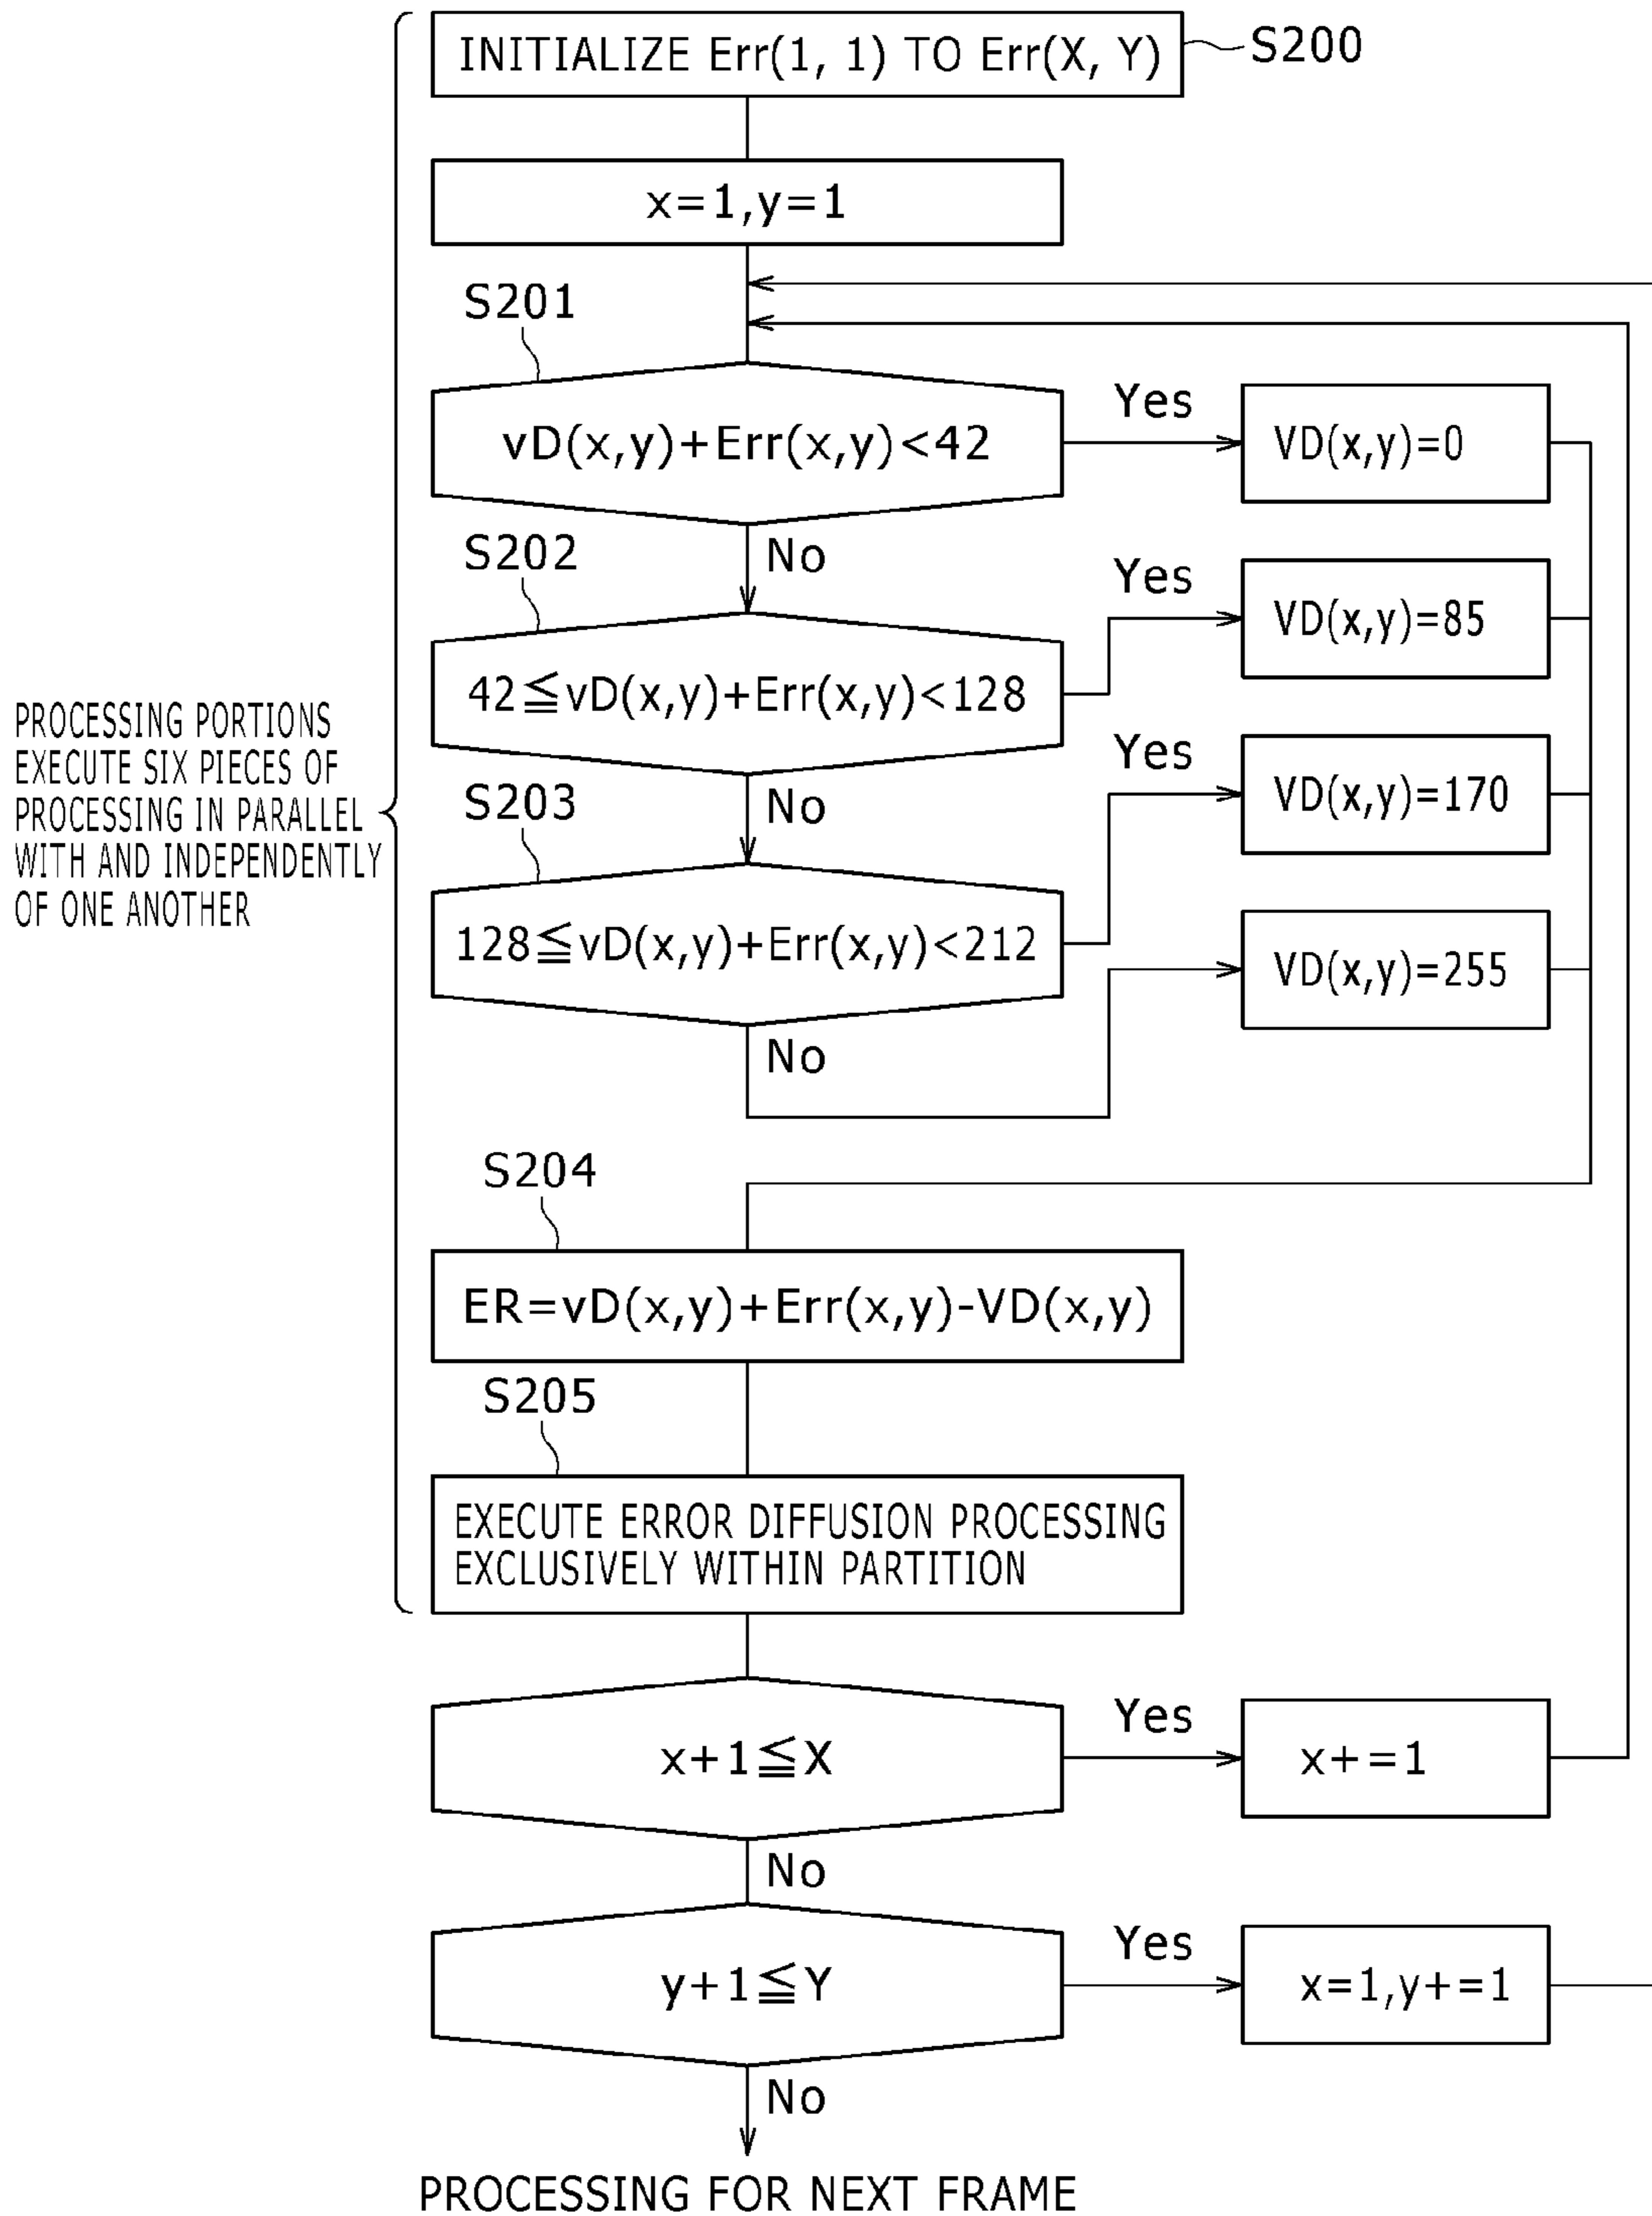 INITIALIZE Err(1, 1) TO Err(X, Y)
S200
x=1,y=1
S201
vD(x,y)+Err(x,y)<42
Yes
VD(x,y)=0
No
S202
42≦vD(x,y)+Err(x,y)<128
Yes
VD(x,y)=85
No
S203
128≦vD(x,y)+Err(x,y)<212
Yes
VD(x,y)=170
No
VD(x,y)=255
PROCESSING PORTIONS
EXECUTE SIX PIECES OF
PROCESSING IN PARALLEL
WITH AND INDEPENDENTLY
OF ONE ANOTHER
S204
ER=vD(x,y)+Err(x,y)-VD(x,y)
S205
EXECUTE ERROR DIFFUSION PROCESSING
EXCLUSIVELY WITHIN PARTITION
x+1≦X
Yes
x+=1
No
y+1≦Y
Yes
x=1,y+=1
No
PROCESSING FOR NEXT FRAME